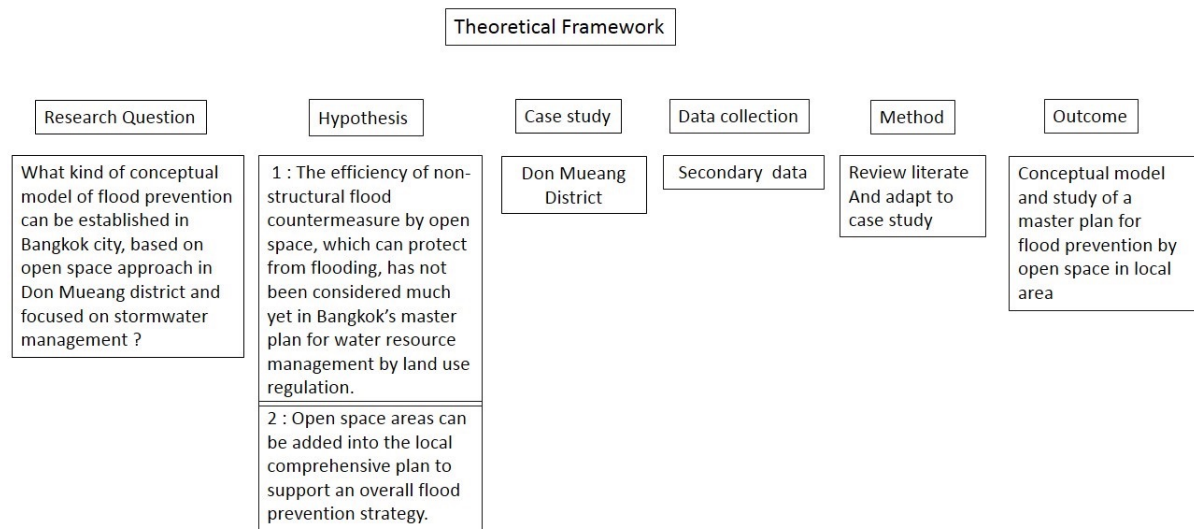 Theoretical Framework
Research Question
What kind of conceptual
model of flood prevention
can be established in
Bangkok city, based on
open space approach in
Don Mueang district and
focused on stormwater
management ?
Hypothesis
1 : The efficiency of non-
structural flood
countermeasure by open
space, which can protect
from flooding, has not
been considered much
yet in Bangkok’s master
plan for water resource
management by land use
regulation.
2 : Open space areas can
be added into the local
comprehensive plan to
support an overall flood
prevention strategy.
Case study
Don Mueang
District
Data collection
Secondary data
Method
Review literate
And adapt to
case study
Outcome
Conceptual model
and study of a
master plan for
flood prevention by
open space in local
area